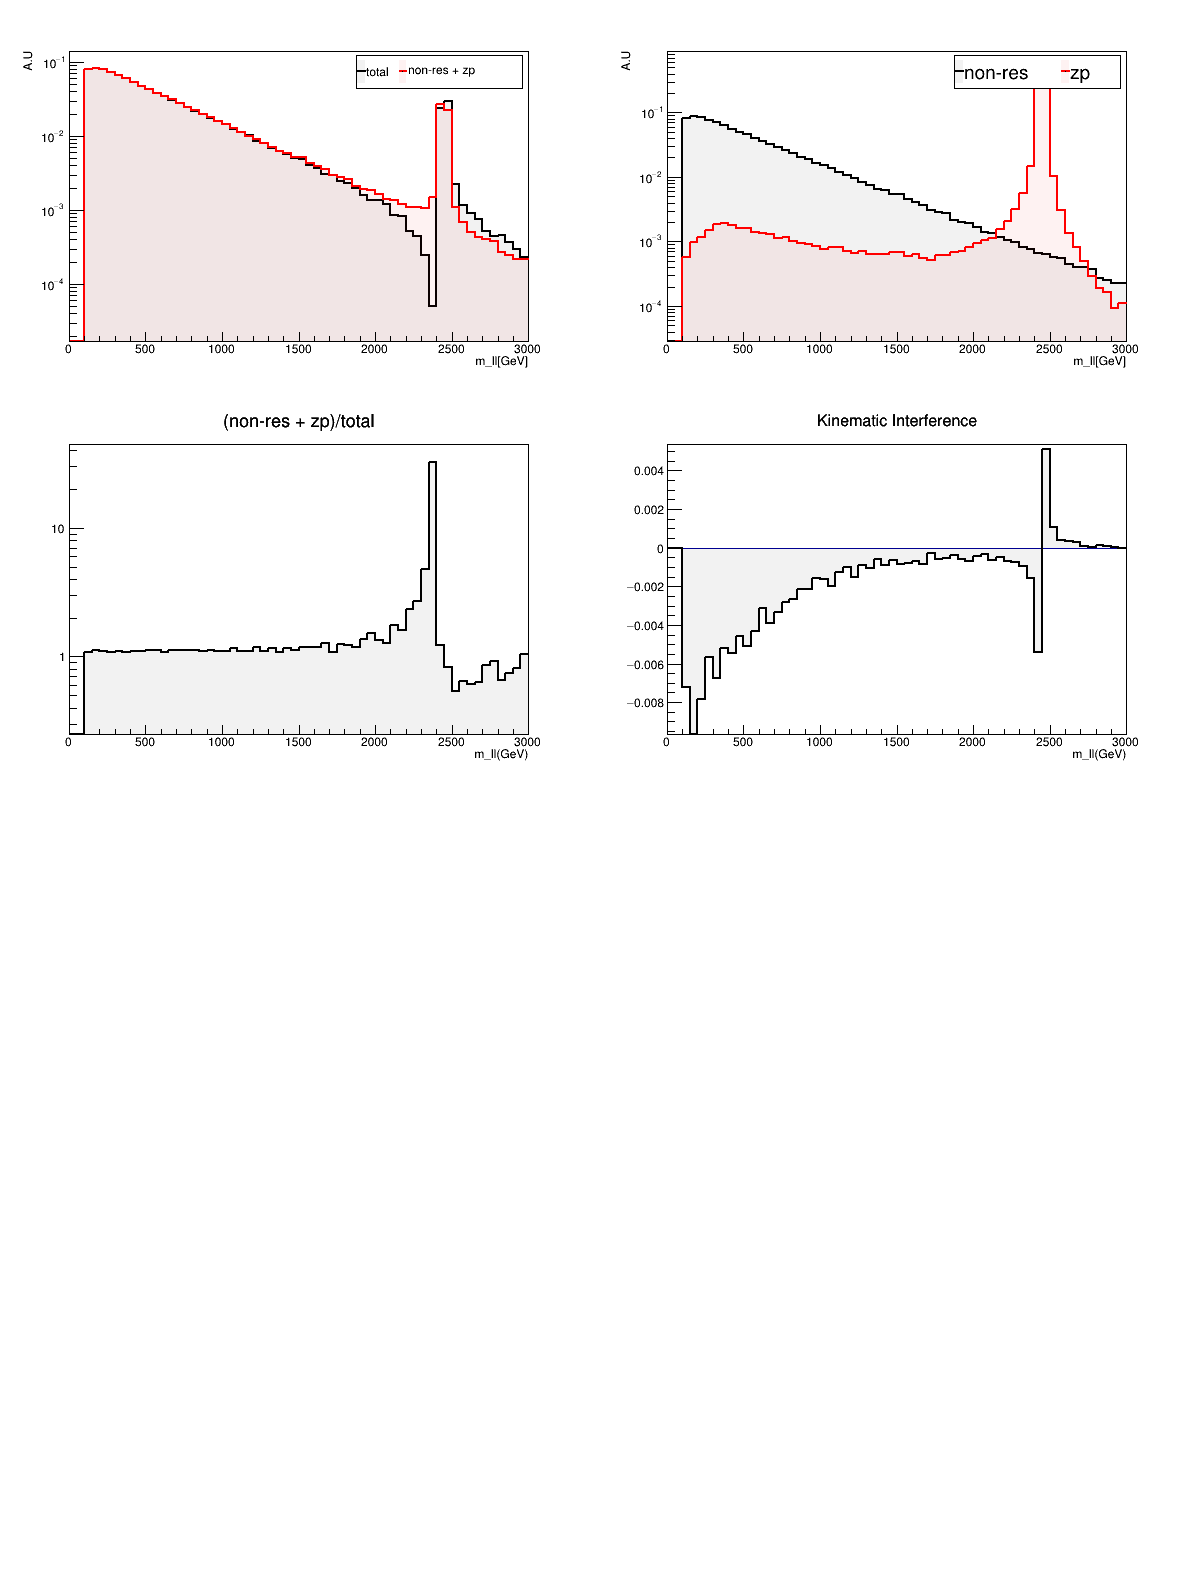 A.U
total
non-res + zp
10⁻¹
10⁻²
10⁻³
10⁻⁴
0 500 1000 1500 2000 2500 3000
m_ll[GeV]
A.U
non-res
zp
10⁻¹
10⁻²
10⁻³
10⁻⁴
0 500 1000 1500 2000 2500 3000
m_ll[GeV]
(non-res + zp)/total
10
1
0 500 1000 1500 2000 2500 3000
m_ll(GeV)
Kinematic Interference
0.004
0.002
0
−0.002
−0.004
−0.006
−0.008
0 500 1000 1500 2000 2500 3000
m_ll(GeV)